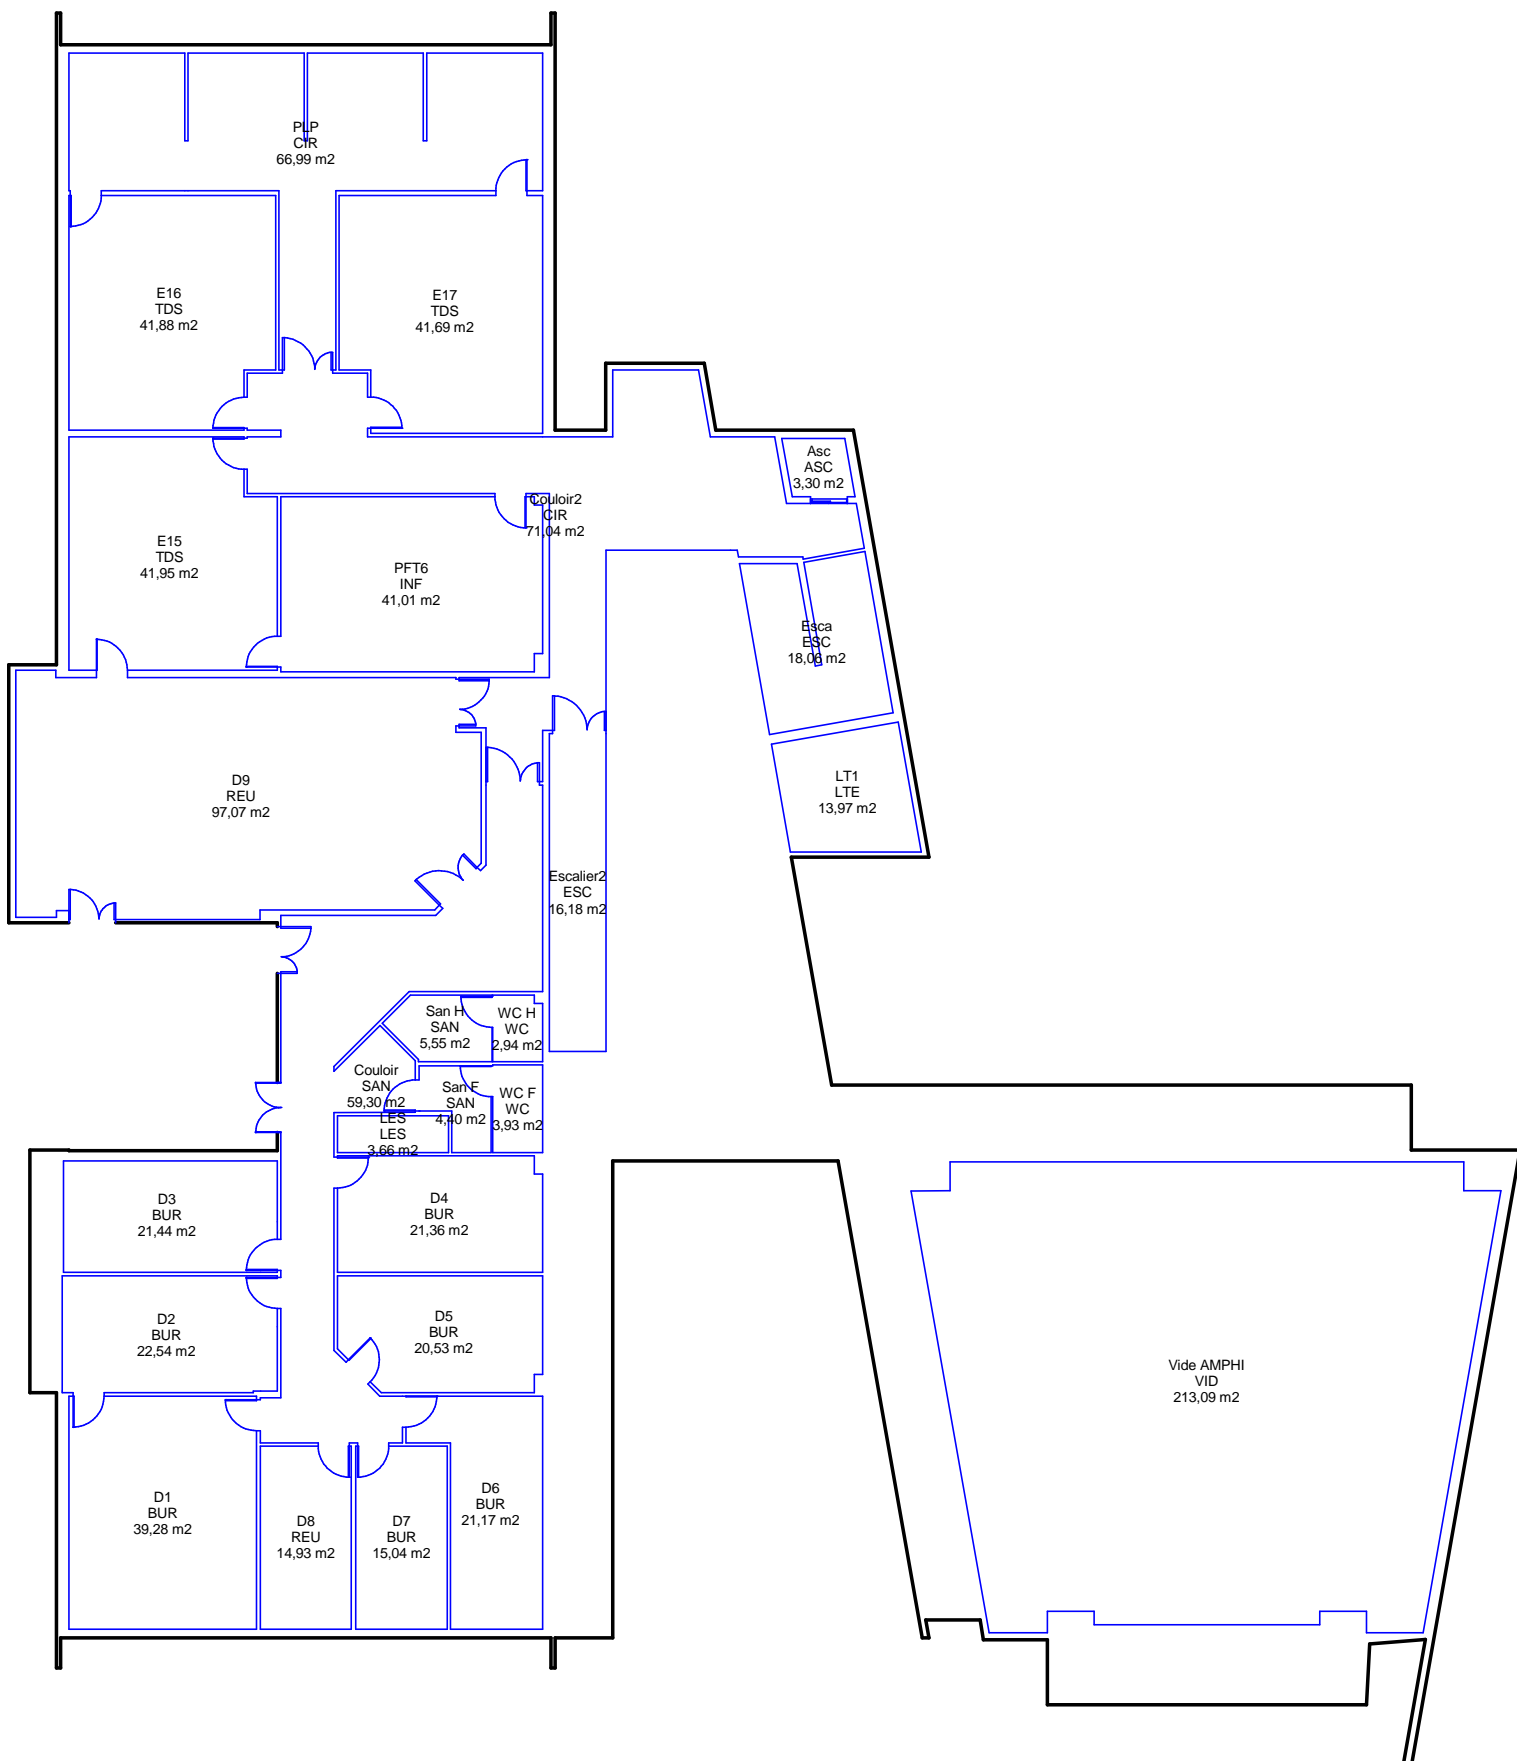 PLP
CIR
66,99 m2
E16
TDS
41,88 m2
E17
TDS
41,69 m2
Asc
ASC
3,30 m2
Couloir2
CIR
71,04 m2
E15
TDS
41,95 m2
PFT6
INF
41,01 m2
Esca
ESC
18,06 m2
D9
REU
97,07 m2
LT1
LTE
13,97 m2
Escalier2
ESC
16,18 m2
San H
SAN
5,55 m2
WC H
WC
2,94 m2
Couloir
SAN
59,30 m2
San F
SAN
4,40 m2
WC F
WC
3,93 m2
LES
LES
3,66 m2
D3
BUR
21,44 m2
D4
BUR
21,36 m2
D2
BUR
22,54 m2
D5
BUR
20,53 m2
Vide AMPHI
VID
213,09 m2
D1
BUR
39,28 m2
D8
REU
14,93 m2
D7
BUR
15,04 m2
D6
BUR
21,17 m2